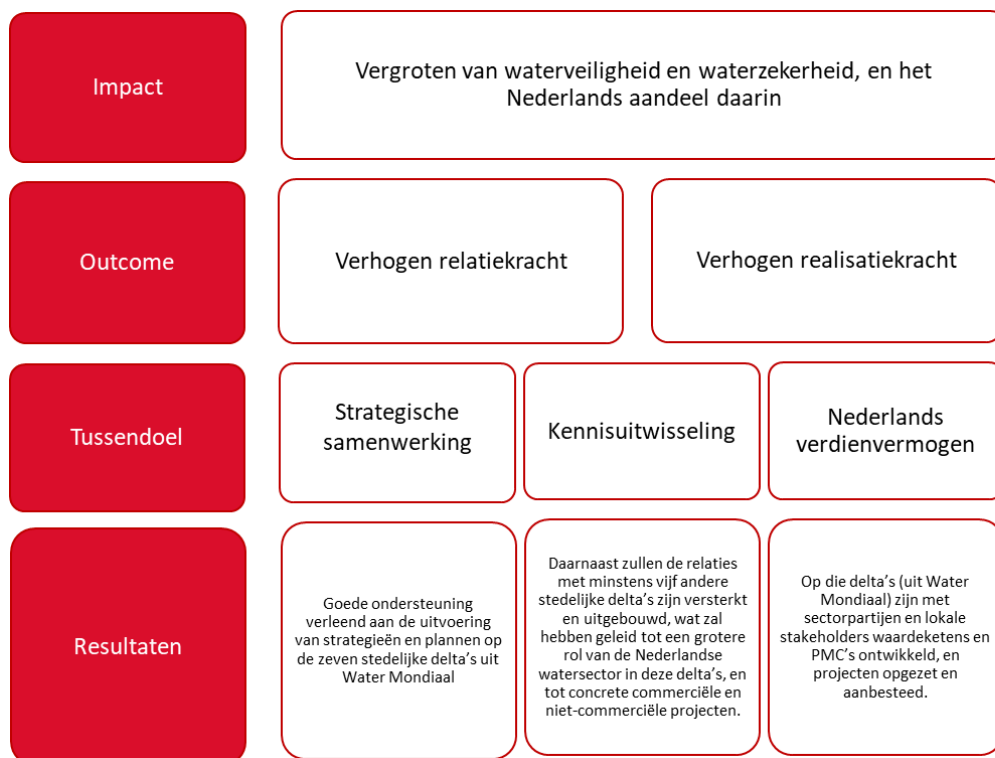 Impact
Vergroten van waterveiligheid en waterzekerheid, en het
Nederlands aandeel daarin
Outcome
Verhogen relatiekracht
Verhogen realisatiekracht
Tussendoel
Strategische
samenwerking
Kennisuitwisseling
Nederlands
verdienvermogen
Resultaten
Goede ondersteuning
verleend aan de uitvoering
van strategieën en plannen op
de zeven stedelijke delta's uit
Water Mondiaal
Daarnaast zullen de relaties
met minstens vijf andere
stedelijke delta's zijn versterkt
en uitgebouwd, wat zal
hebben geleid tot een grotere
rol van de Nederlandse
watersector in deze delta's, en
tot concrete commerciële en
niet-commerciële projecten.
Op die delta's (uit Water
Mondiaal) zijn met
sectorpartijen en lokale
stakeholders waardeketens en
PMC's ontwikkeld, en
projecten opgezet en
aanbesteed.